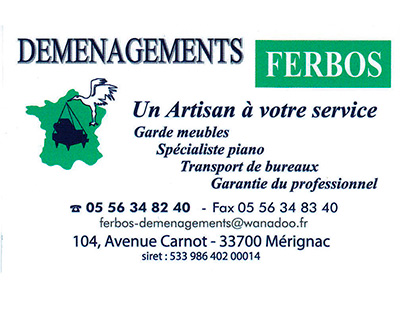 DEMENAGEMENTS FERBOS
Un Artisan à votre service
Garde meubles
Spécialiste piano
Transport de bureaux
Garantie du professionnel
☎ 05 56 34 82 40 - Fax 05 56 34 83 40
ferbos-demenagements@wanadoo.fr
104, Avenue Carnot - 33700 Mérignac
siret : 533 986 402 00014